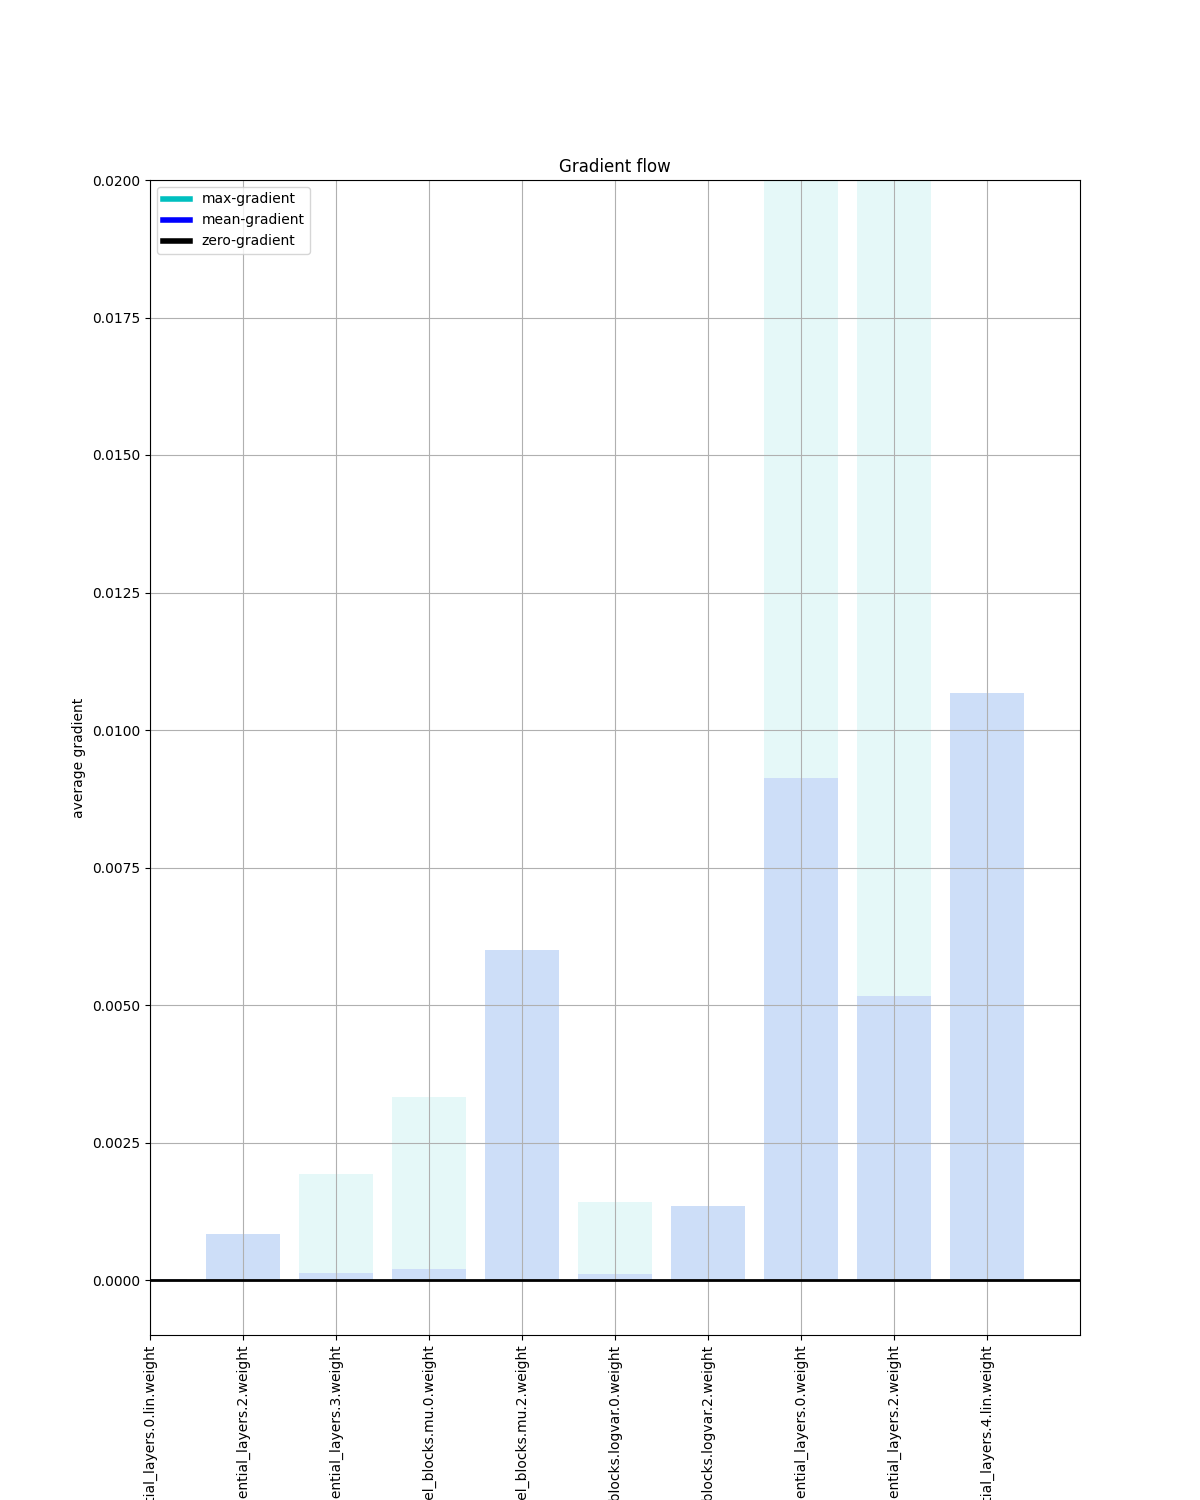 Gradient flow
max-gradient
mean-gradient
zero-gradient
0.0200
0.0175
0.0150
0.0125
0.0100
0.0075
0.0050
0.0025
0.0000
average gradient
tial_layers.0.lin.weight
ential_layers.2.weight
ential_layers.3.weight
el_blocks.mu.0.weight
el_blocks.mu.2.weight
blocks.logvar.0.weight
blocks.logvar.2.weight
ential_layers.0.weight
ential_layers.2.weight
tial_layers.4.lin.weight